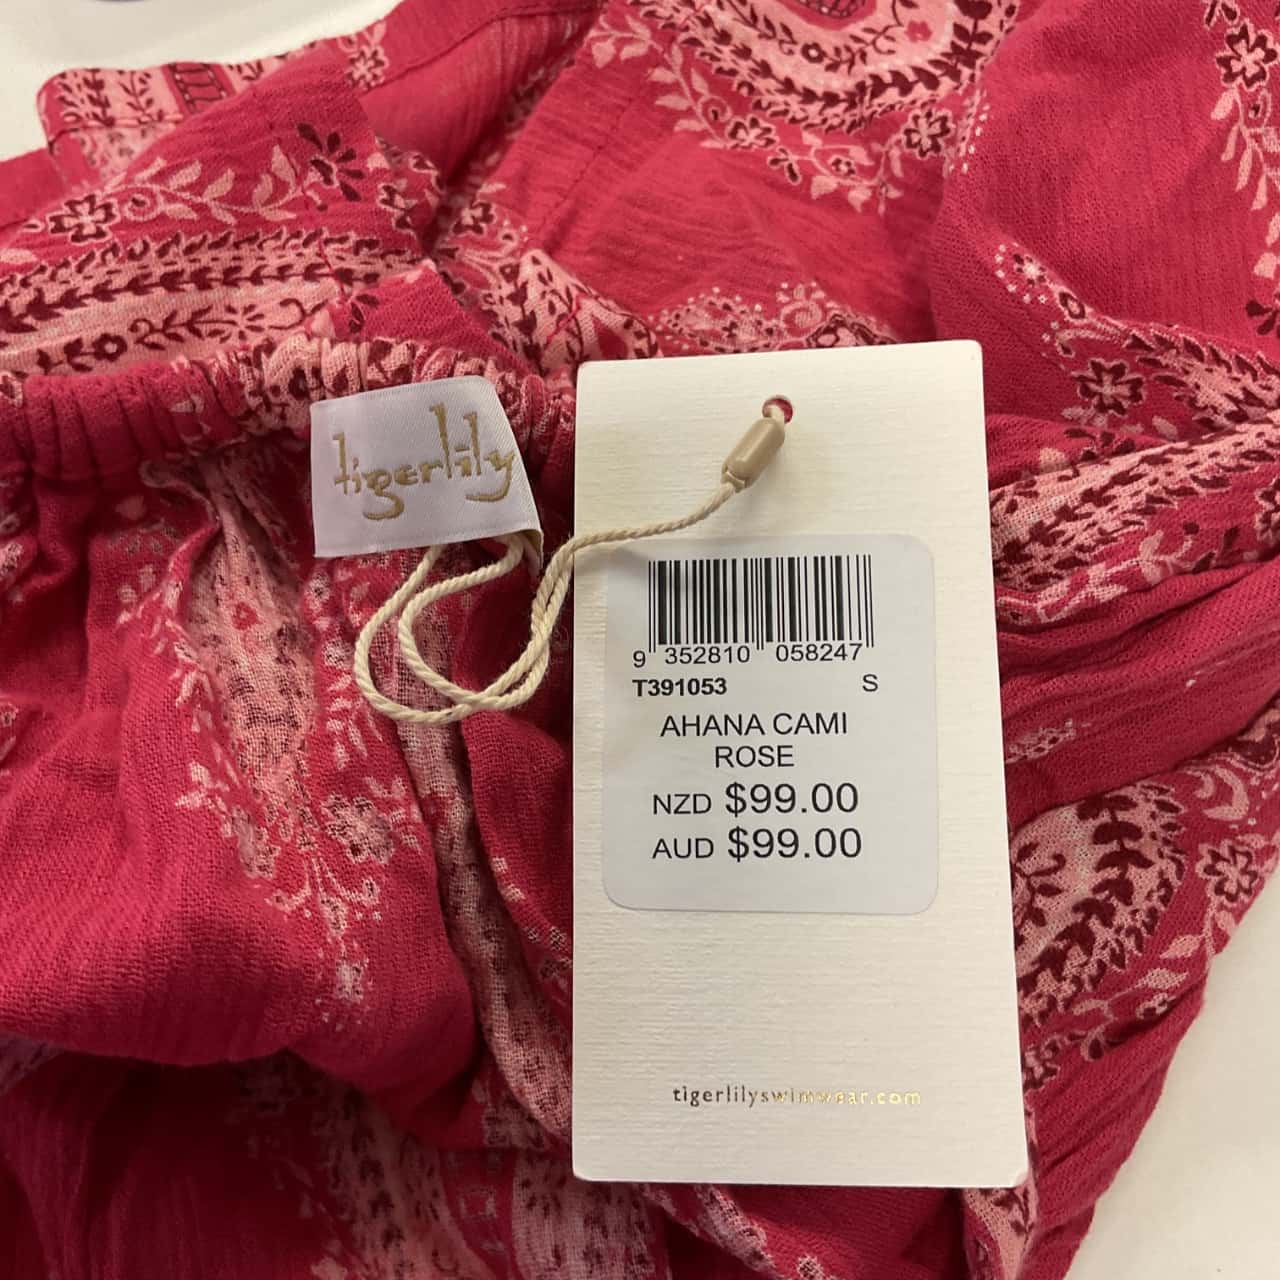 tigerlily
9 352810 058247
T391053 S
AHANA CAMI
ROSE
NZD $99.00
AUD $99.00
tigerlilyswimwear.com